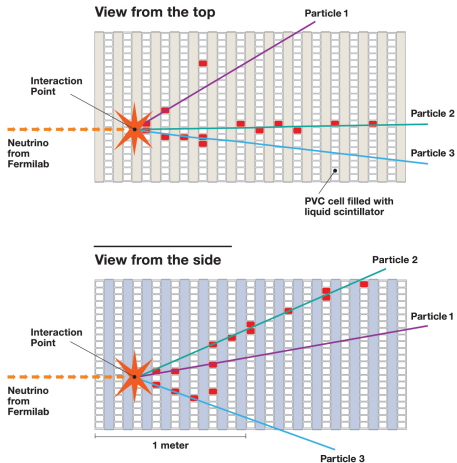 View from the top
Particle 1
Interaction
Point
Particle 2
Neutrino
from
Fermilab
Particle 3
PVC cell filled with
liquid scintillator
View from the side
Particle 2
Particle 1
Interaction
Point
Neutrino
from
Fermilab
1 meter
Particle 3